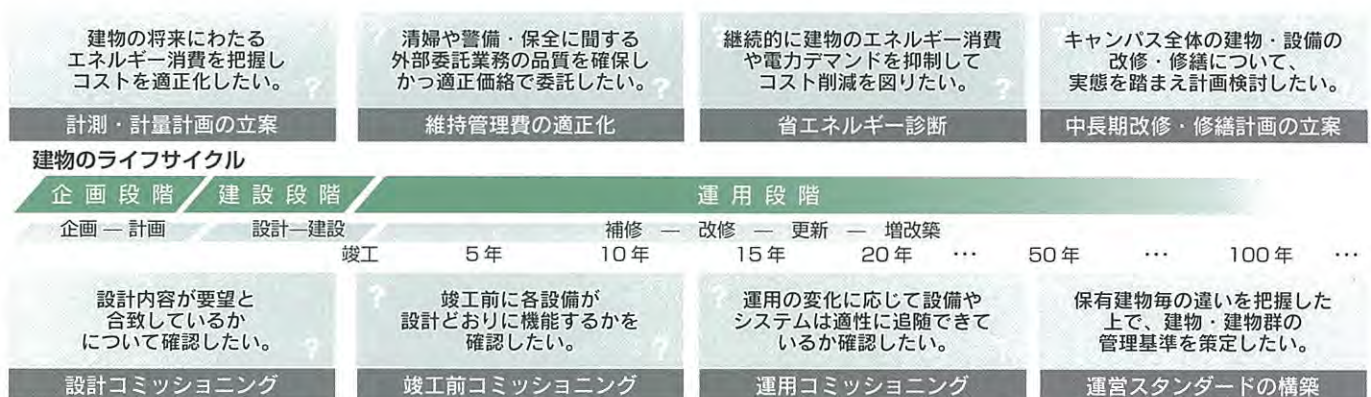 建物の将来にわたる
エネルギー消費を把握し
コストを適正化したい。
計測・計量計画の立案
清掃や警備・保全に関する
外部委託業務の品質を確保し
かつ適正価格で委託したい。
維持管理費の適正化
継続的に建物のエネルギー消費
や電力デマンドを抑制して
コスト削減を図りたい。
省エネルギー診断
キャンパス全体の建物・設備の
改修・修繕について、
実態を踏まえ計画検討したい。
中長期改修・修繕計画の立案
建物のライフサイクル
企画段階 建設段階 運用段階
企画 ― 計画 設計―建設 補修 ― 改修 ― 更新 ― 増改築
竣工 5年 10年 15年 20年 … 50年 … 100年 …
設計内容が要望と
合致しているか
について確認したい。
設計コミッショニング
竣工前に各設備が
設計どおりに機能するかを
確認したい。
竣工前コミッショニング
運用の変化に応じて設備や
システムは適性に追随できて
いるか確認したい。
運用コミッショニング
保有建物毎の違いを把握した
上で、建物・建物群の
管理基準を策定したい。
運営スタンダードの構築